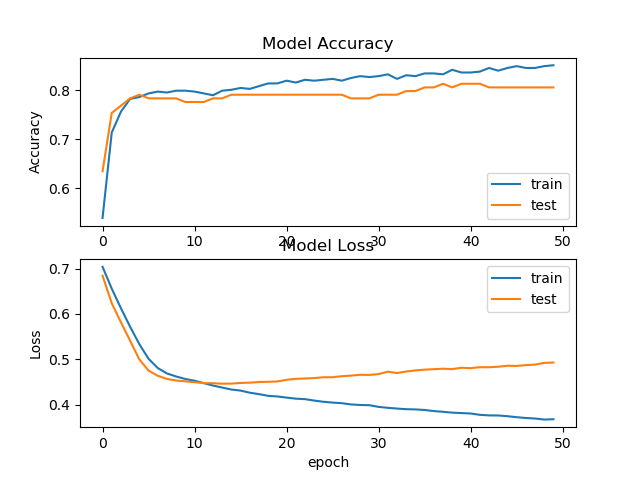 Model Accuracy
Accuracy
0.8
0.7
0.6
train
test
0 10 20 30 40 50
Model Loss
Loss
0.7
0.6
0.5
0.4
train
test
0 10 20 30 40 50
epoch